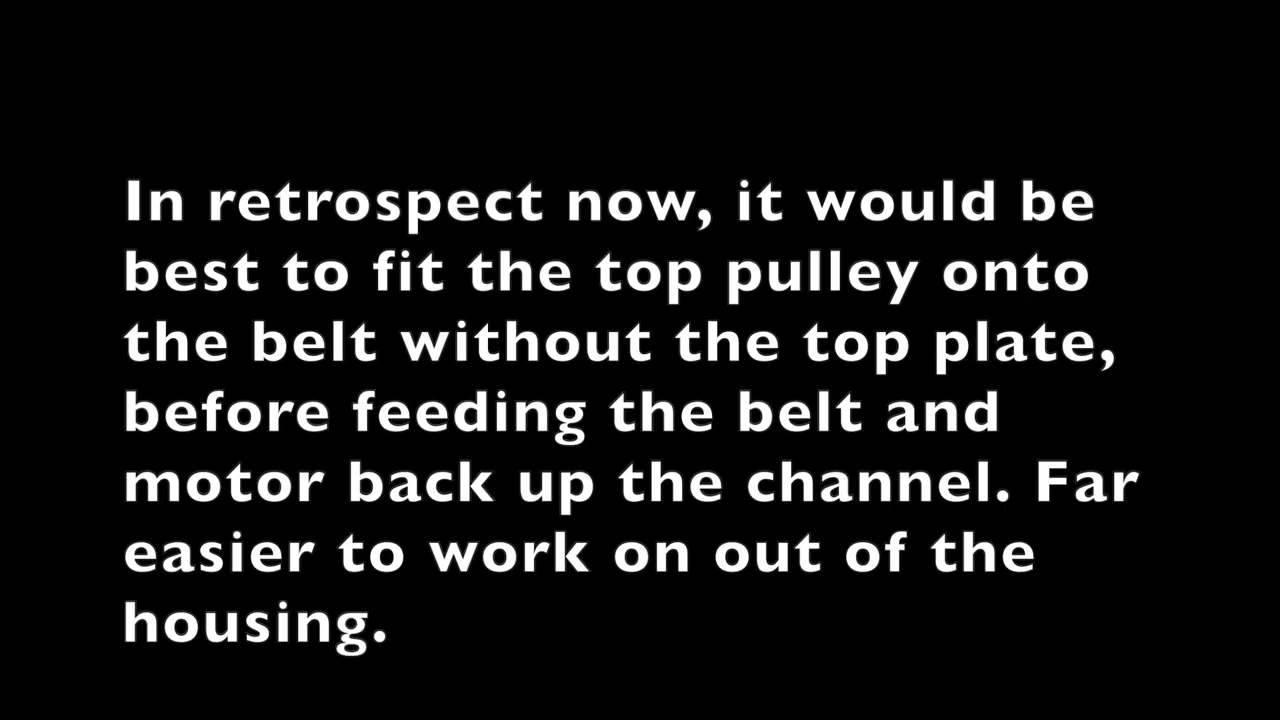 In retrospect now, it would be
best to fit the top pulley onto
the belt without the top plate,
before feeding the belt and
motor back up the channel. Far
easier to work on out of the
housing.